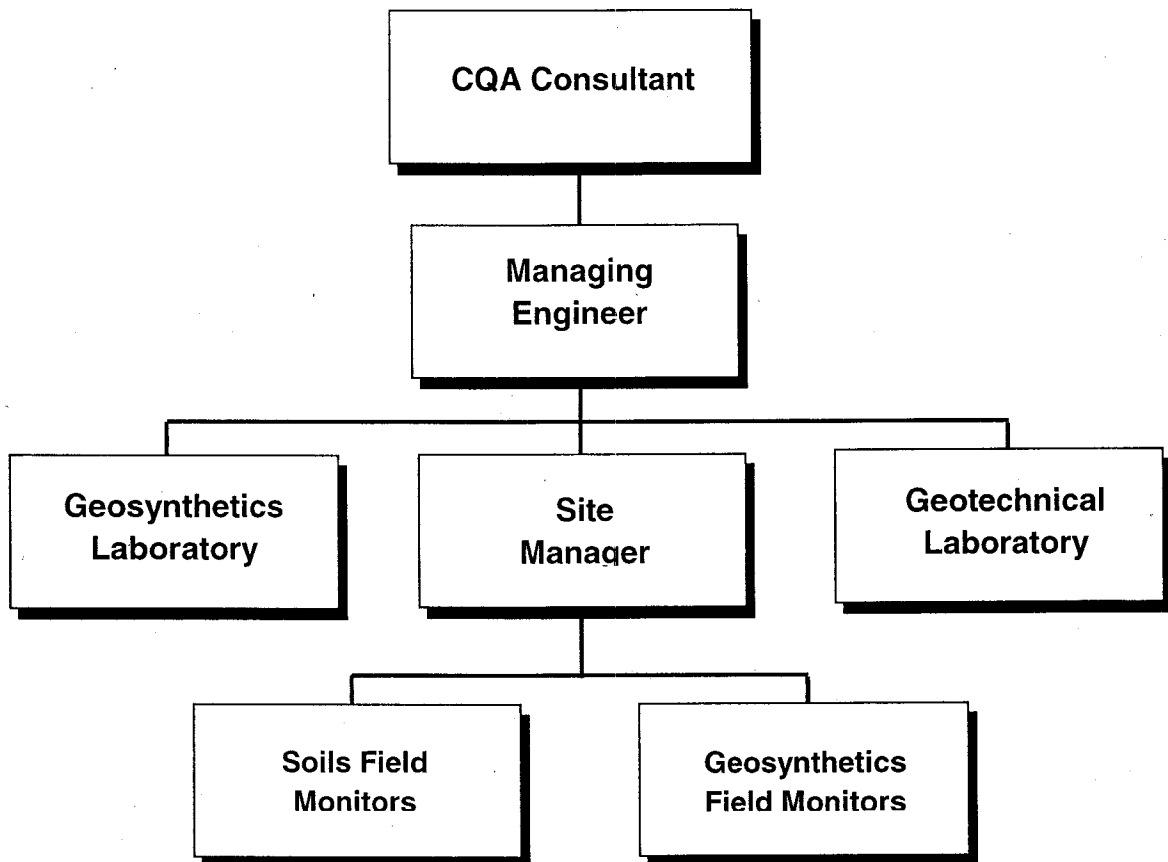 CQA Consultant
Managing
Engineer
Geosynthetics
Laboratory
Site
Manager
Geotechnical
Laboratory
Soils Field
Monitors
Geosynthetics
Field Monitors